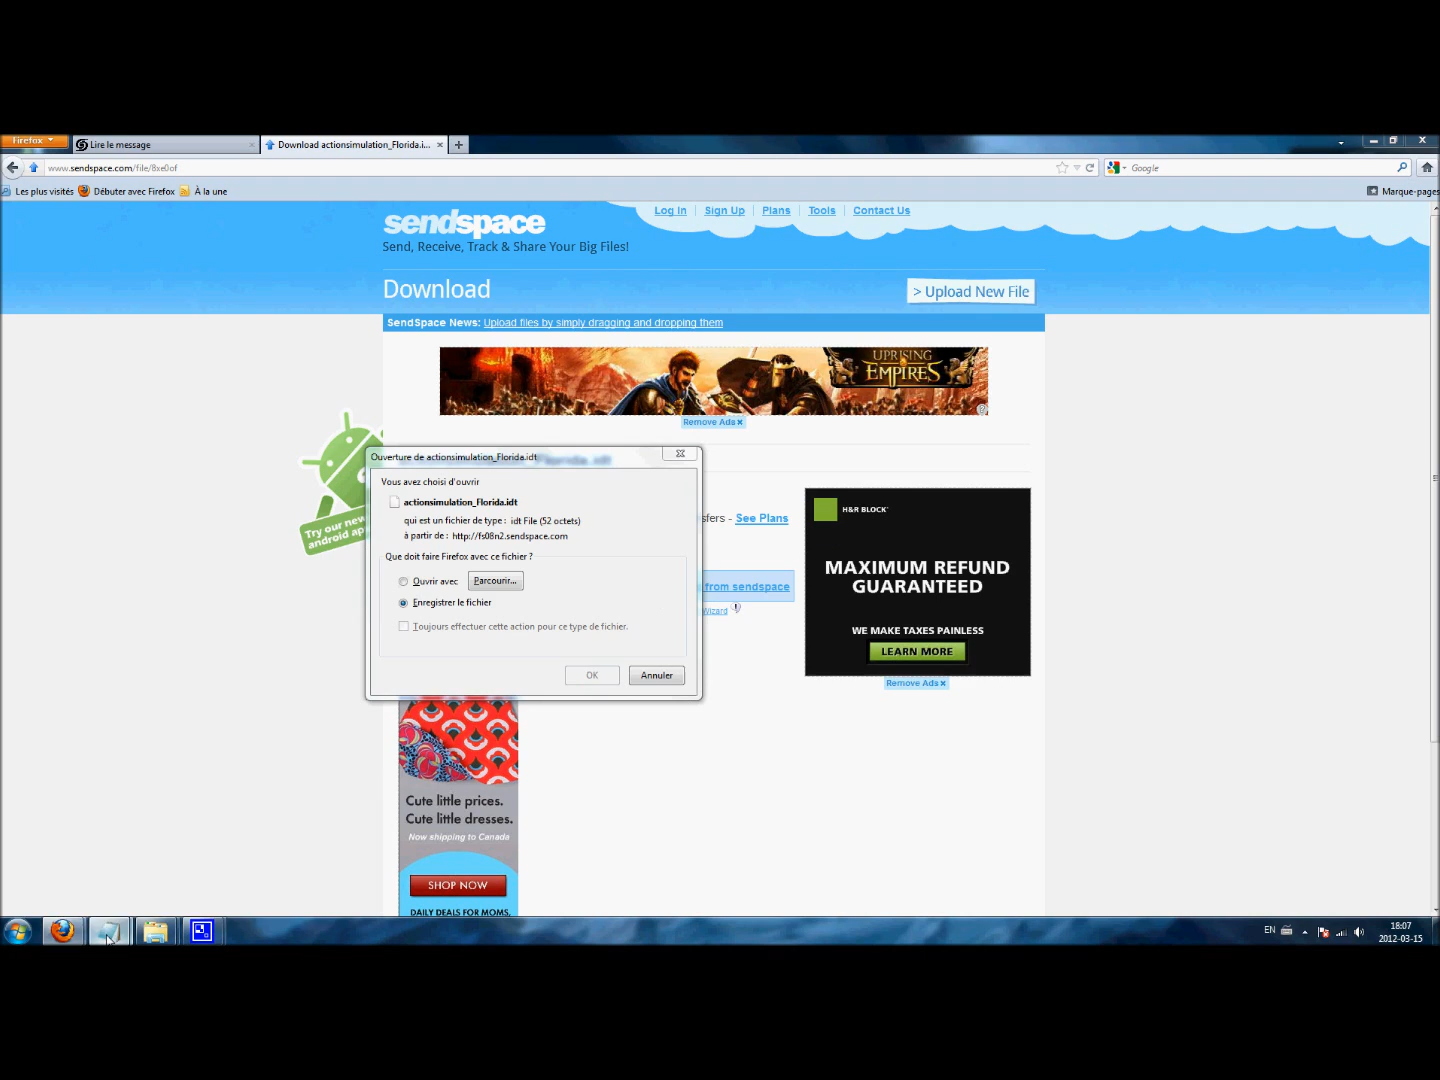 Firefox
Lire le message
Download actionsimulation_Florida.i...
www.sendspace.com/file/8xe0of
Google
Les plus visités
Débuter avec Firefox
À la une
Marque-pages
sendspace
Log In
Sign Up
Plans
Tools
Contact Us
Send, Receive, Track & Share Your Big Files!
Download
> Upload New File
SendSpace News: Upload files by simply dragging and dropping them
UPRISING
EMPIRES
Remove Ads x
Ouverture de actionsimulation_Florida.idt
Vous avez choisi d'ouvrir
actionsimulation_Florida.idt
qui est un fichier de type : idt File (52 octets)
à partir de : http://fs08n2.sendspace.com
Que doit faire Firefox avec ce fichier ?
Ouvrir avec
Parcourir...
Enregistrer le fichier
Toujours effectuer cette action pour ce type de fichier.
OK
Annuler
Try our new
android ap
sfers - See Plans
from sendspace
Wizard
H&R BLOCK
MAXIMUM REFUND
GUARANTEED
WE MAKE TAXES PAINLESS
LEARN MORE
Remove Ads x
Cute little prices.
Cute little dresses.
Now shipping to Canada
SHOP NOW
DAILY DEALS FOR MOMS.
EN
18:07
2012-03-15